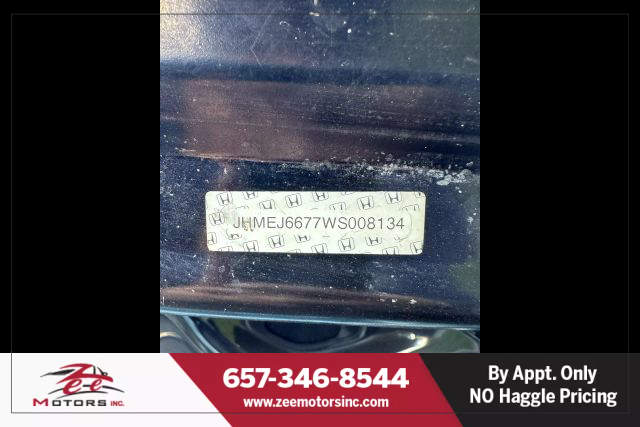 JHMEJ6677WS008134
Zee
MOTORS INC.
657-346-8544
www.zeemotorsinc.com
By Appt. Only
NO Haggle Pricing